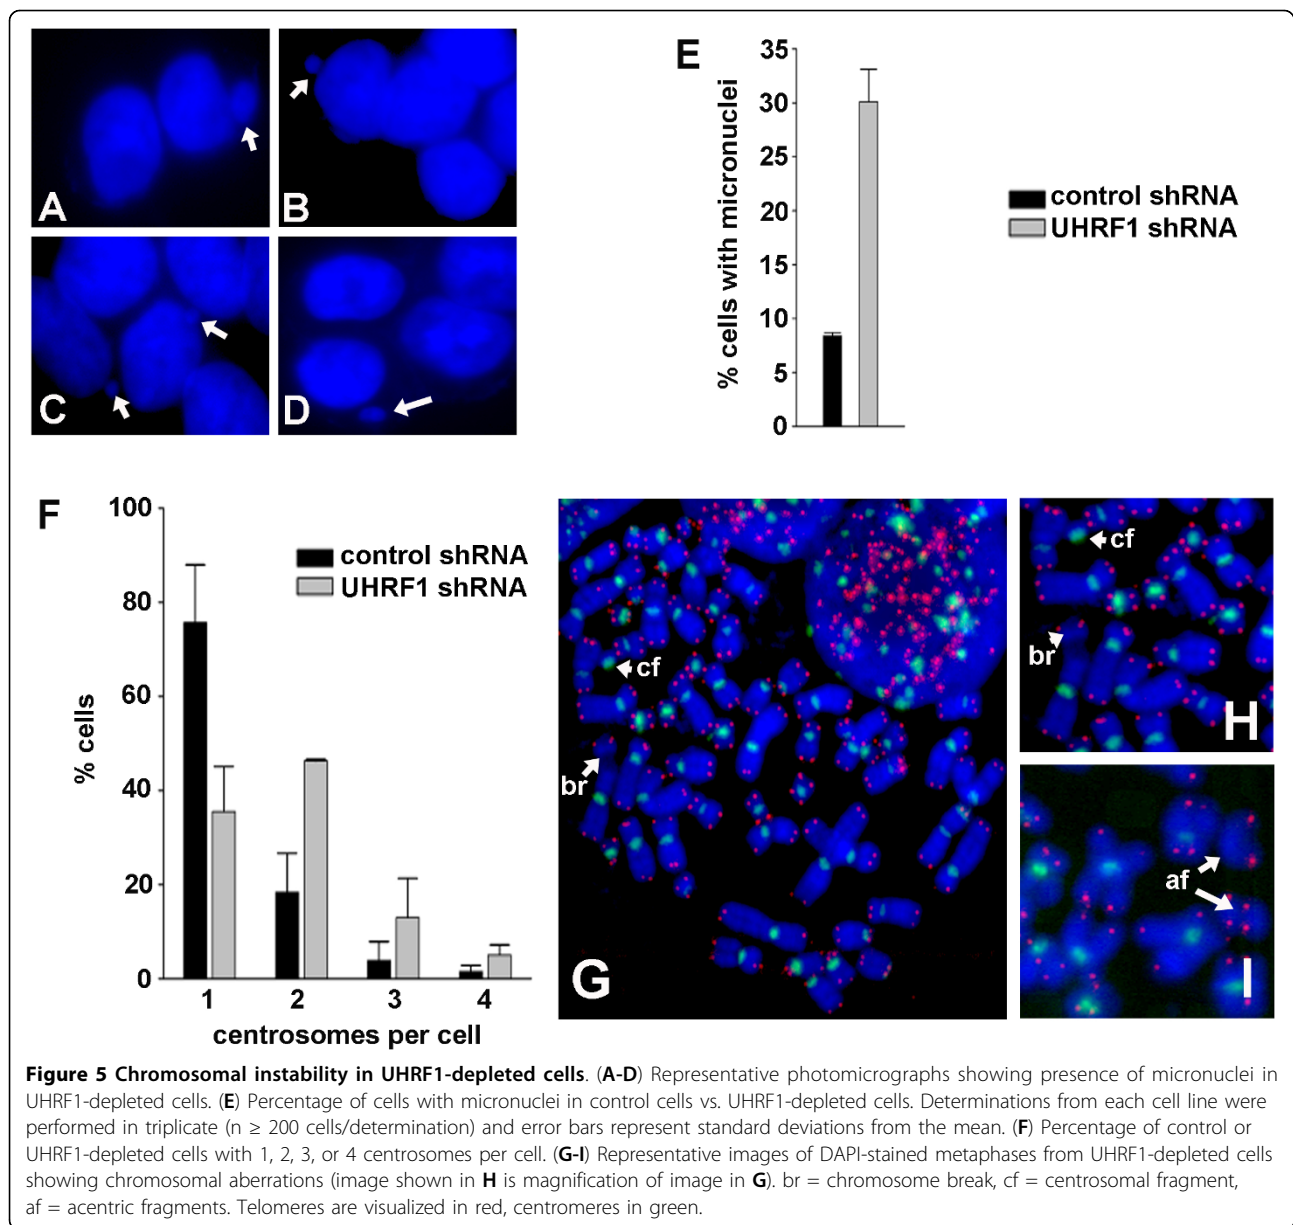 A
B
C
D
E
35
30
25
20
15
10
5
0
% cells with micronuclei
control shRNA
UHRF1 shRNA
F
100
80
60
40
20
0
% cells
control shRNA
UHRF1 shRNA
1 2 3 4
centrosomes per cell
cf
br
G
cf
br
H
af
I
Figure 5 Chromosomal instability in UHRF1-depleted cells. (A-D) Representative photomicrographs showing presence of micronuclei in
UHRF1-depleted cells. (E) Percentage of cells with micronuclei in control cells vs. UHRF1-depleted cells. Determinations from each cell line were
performed in triplicate (n ≥ 200 cells/determination) and error bars represent standard deviations from the mean. (F) Percentage of control or
UHRF1-depleted cells with 1, 2, 3, or 4 centrosomes per cell. (G-I) Representative images of DAPI-stained metaphases from UHRF1-depleted cells
showing chromosomal aberrations (image shown in H is magnification of image in G). br = chromosome break, cf = centrosomal fragment,
af = acentric fragments. Telomeres are visualized in red, centromeres in green.